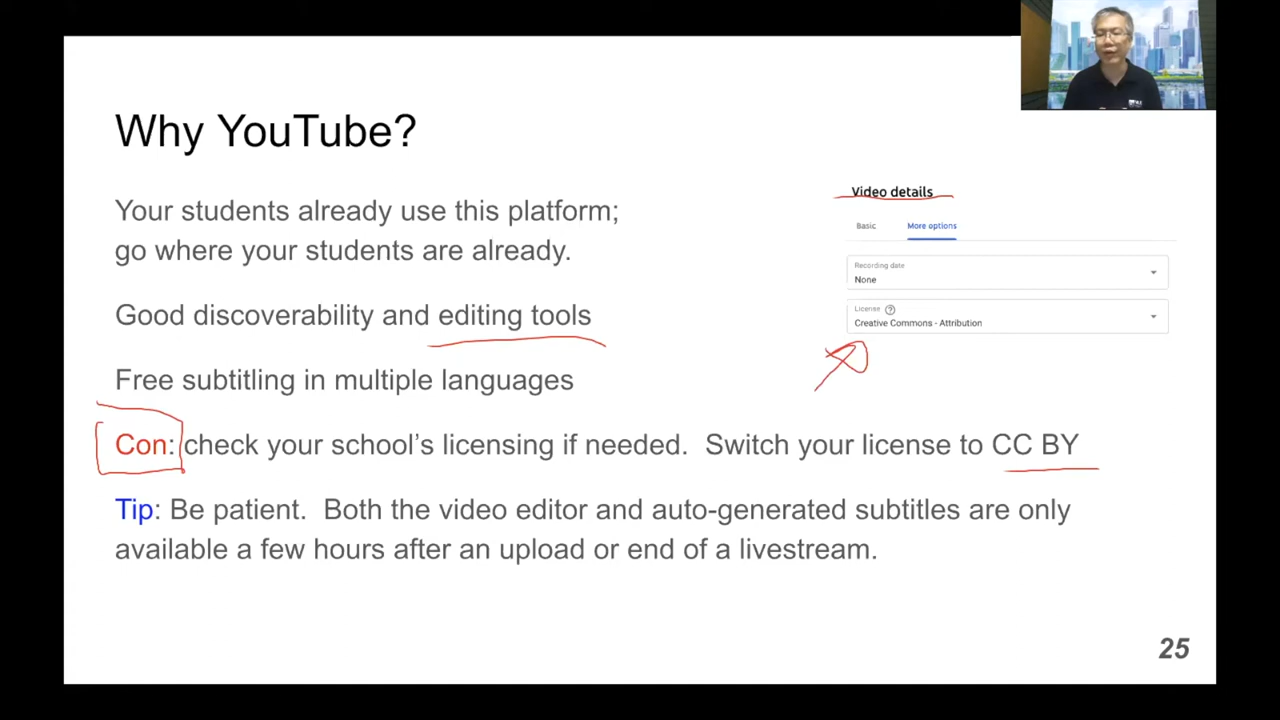 Why YouTube?
Your students already use this platform;
go where your students are already.
Good discoverability and editing tools
Free subtitling in multiple languages
Con: check your school's licensing if needed.  Switch your license to CC BY
Tip: Be patient.  Both the video editor and auto-generated subtitles are only
available a few hours after an upload or end of a livestream.
Video details
Basic More options
Recording date
None
License
Creative Commons - Attribution
25